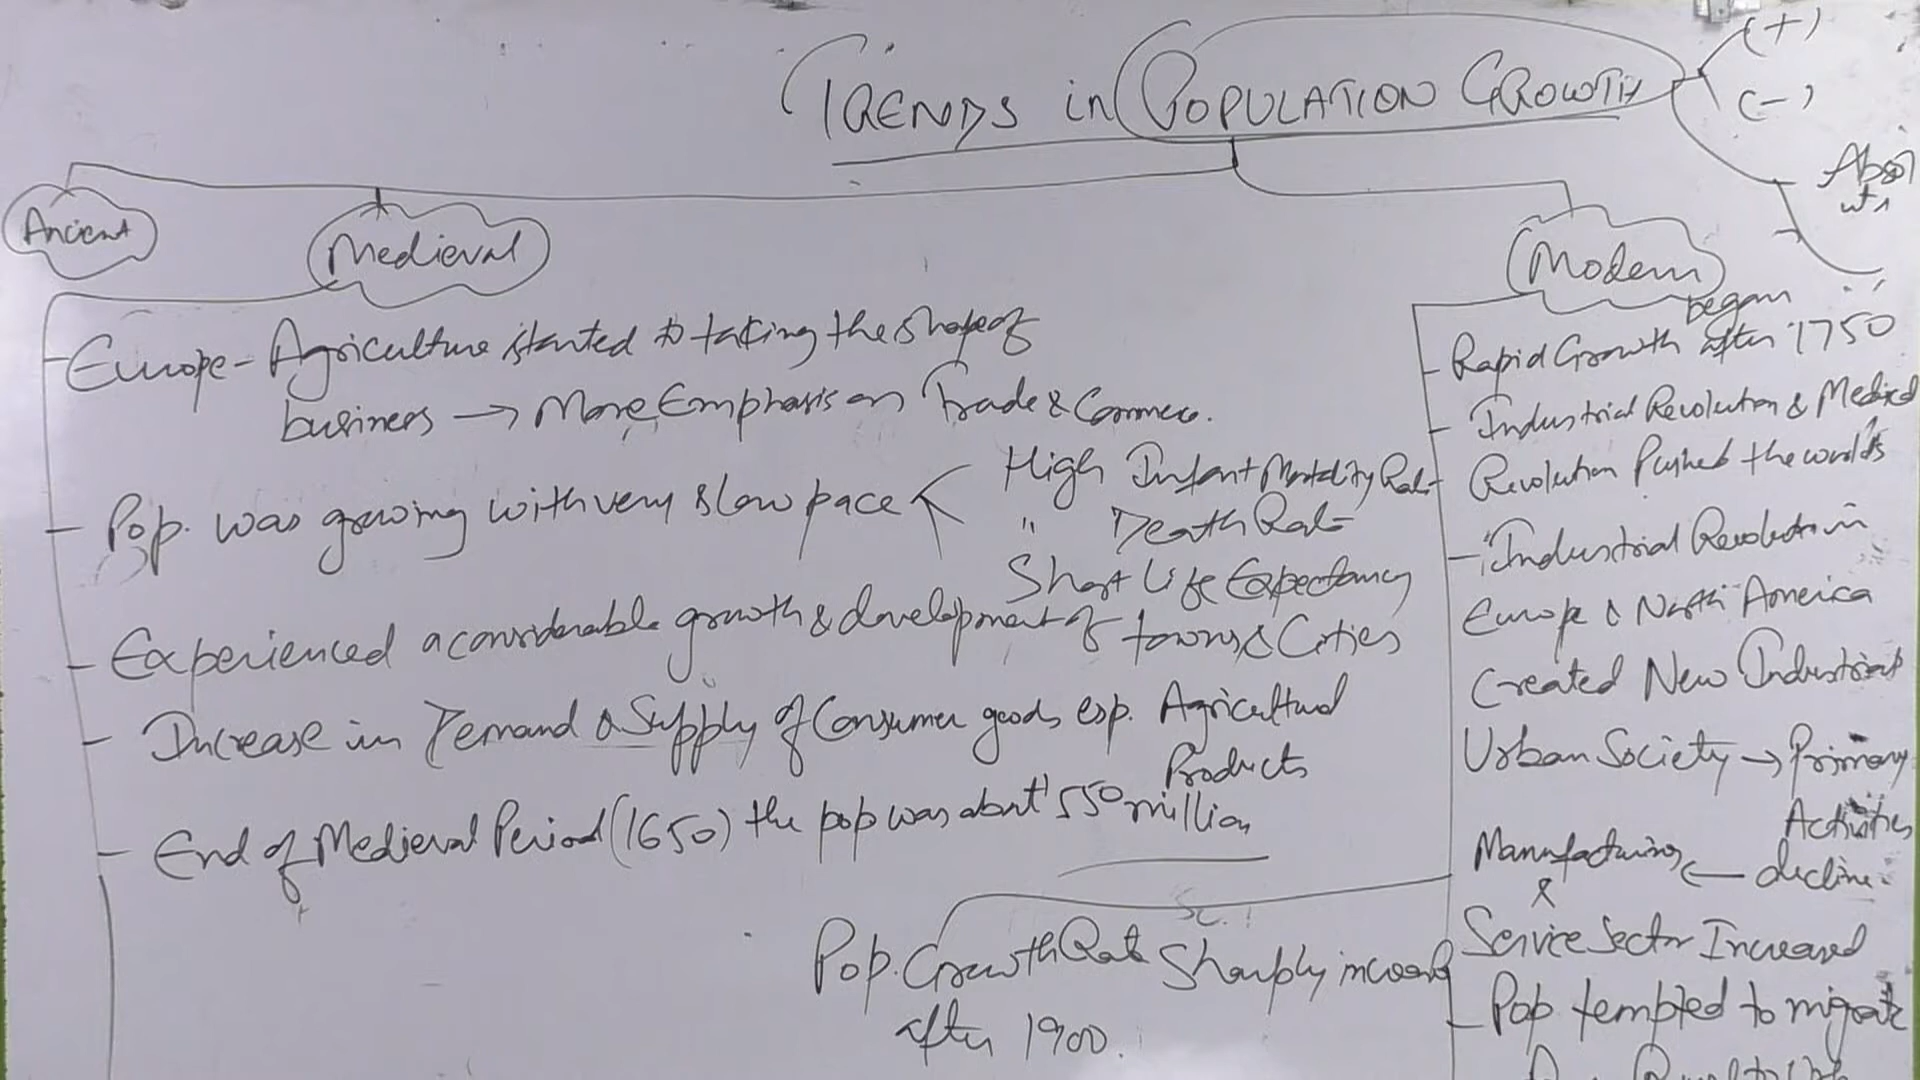 TRENDS in POPULATION GROWTH
(+)
(-)
Ancient
Medieval
Europe - Agriculture started to taking the shape of
business → More Emphasis on Trade & Commerce.
Pop. was growing with very slow pace
High Infant Mortality Rate
" Death Rate
Short Life Expectancy
Experienced a considerable growth & development of towns & Cities
Increase in Demand & Supply of Consumer goods esp. Agricultural
Products
End of Medieval Period (1650) the pop was about 550 million
Modern
began
Rapid Growth after 1750
Industrial Revolution & Medical
Revolution Pushed the world's
Industrial Revolution in
Europe & North America
Created New Industrial
Urban Society → Primary
Activities
Manufacturing ← decline.
&
Service Sector Increased
Pop tempted to migrate
Pop. Growth Rate Sharply increased
after 1900.